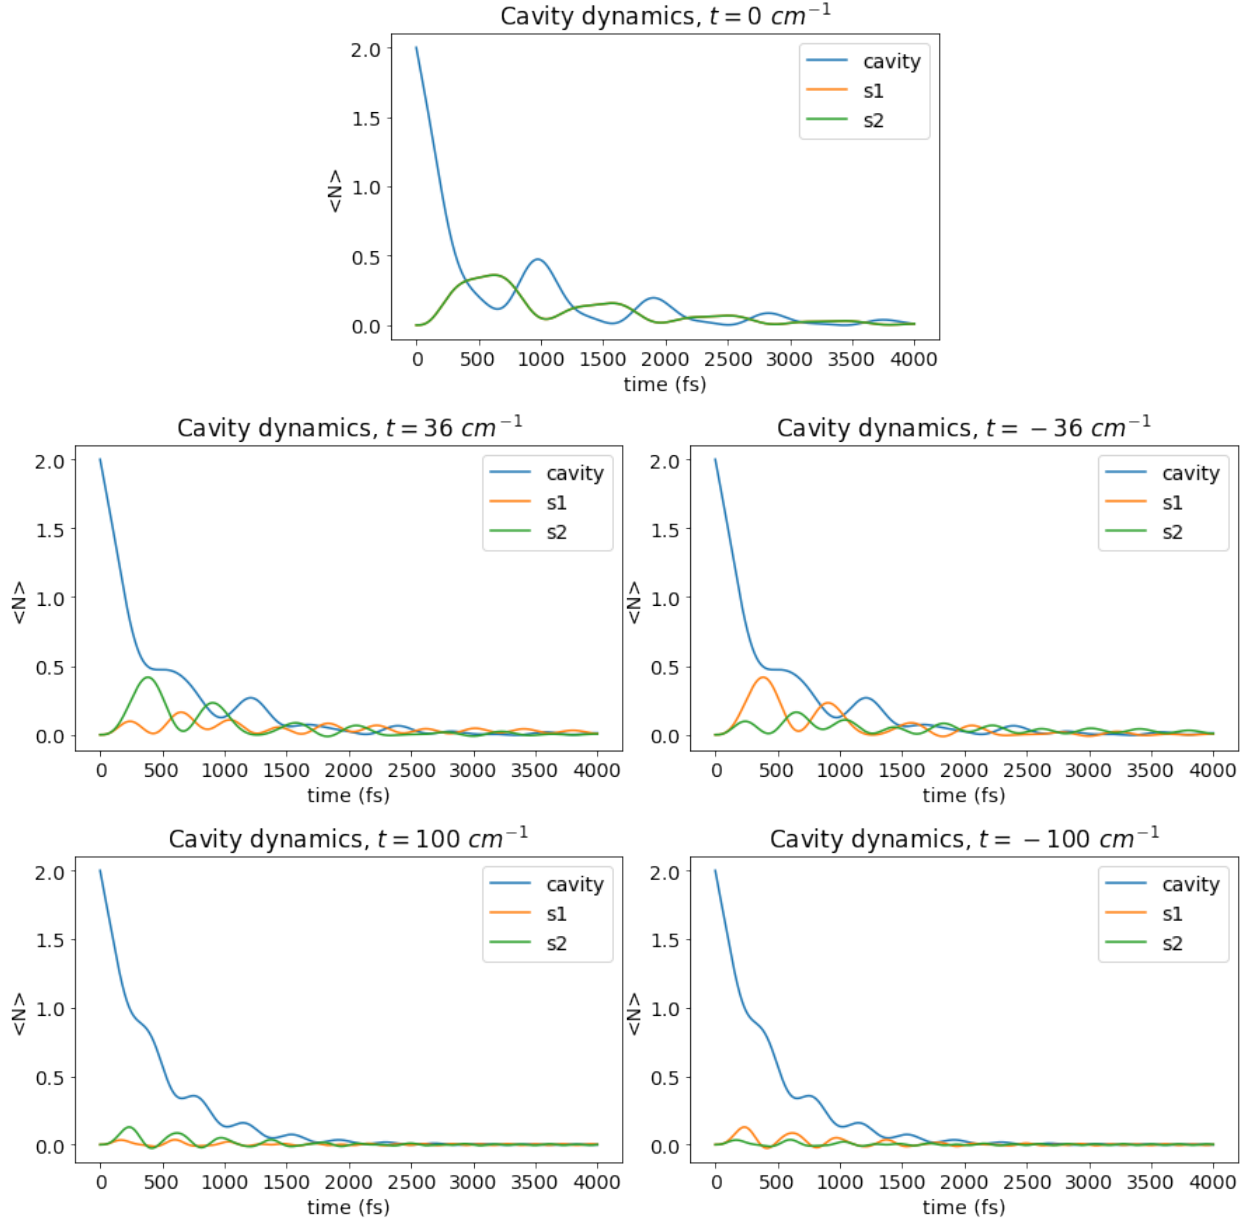 Cavity dynamics, t = 0 cm⁻¹
2.0
1.5
1.0
0.5
0.0
<N>
cavity
s1
s2
0 500 1000 1500 2000 2500 3000 3500 4000
time (fs)
Cavity dynamics, t = 36 cm⁻¹
2.0
1.5
1.0
0.5
0.0
<N>
cavity
s1
s2
0 500 1000 1500 2000 2500 3000 3500 4000
time (fs)
Cavity dynamics, t = − 36 cm⁻¹
2.0
1.5
1.0
0.5
0.0
<N>
cavity
s1
s2
0 500 1000 1500 2000 2500 3000 3500 4000
time (fs)
Cavity dynamics, t = 100 cm⁻¹
2.0
1.5
1.0
0.5
0.0
<N>
cavity
s1
s2
0 500 1000 1500 2000 2500 3000 3500 4000
time (fs)
Cavity dynamics, t = − 100 cm⁻¹
2.0
1.5
1.0
0.5
0.0
<N>
cavity
s1
s2
0 500 1000 1500 2000 2500 3000 3500 4000
time (fs)